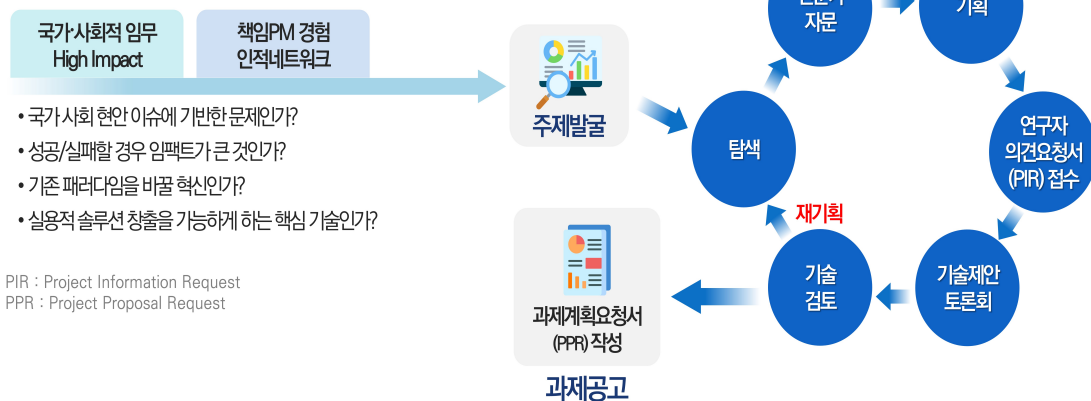 국가·사회적 임무
High Impact
책임PM 경험
인적네트워크
• 국가 사회 현안 이슈에 기반한 문제인가?
• 성공/실패할 경우 임팩트가 큰 것인가?
• 기존 패러다임을 바꿀 혁신인가?
• 실용적 솔루션 창출을 가능하게 하는 핵심 기술인가?
PIR : Project Information Request
PPR : Project Proposal Request
주제발굴
탐색
자문
기획
연구자
의견요청서
(PIR) 접수
기술제안
토론회
기술
검토
재기획
과제계획요청서
(PPR) 작성
과제공고